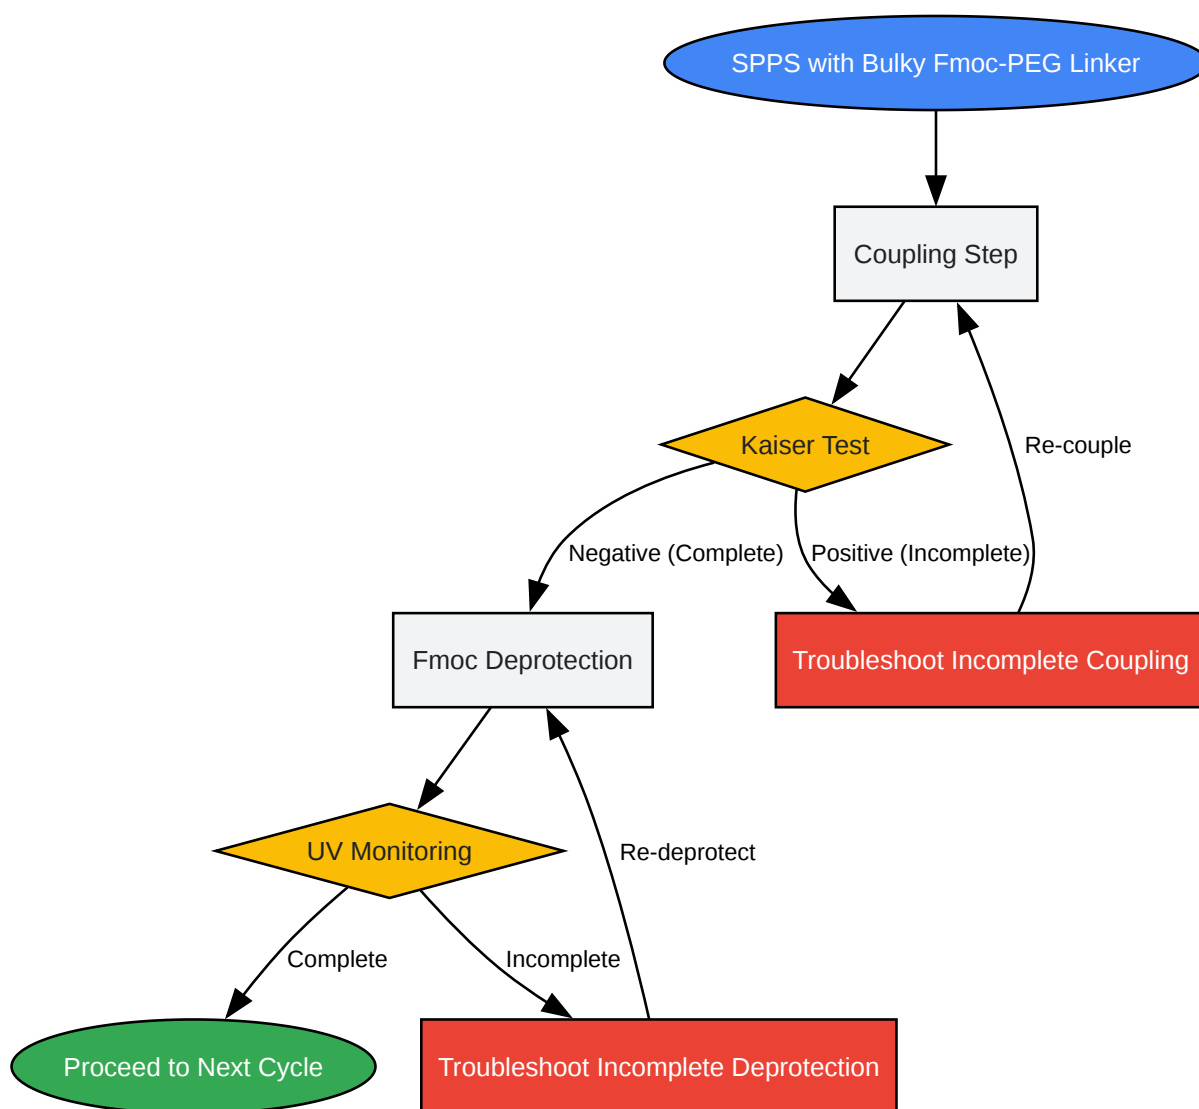 SPPS with Bulky Fmoc-PEG Linker
Coupling Step
Kaiser Test
Re-couple
Negative (Complete)
Positive (Incomplete)
Fmoc Deprotection
Troubleshoot Incomplete Coupling
UV Monitoring
Re-deprotect
Complete
Incomplete
Proceed to Next Cycle
Troubleshoot Incomplete Deprotection